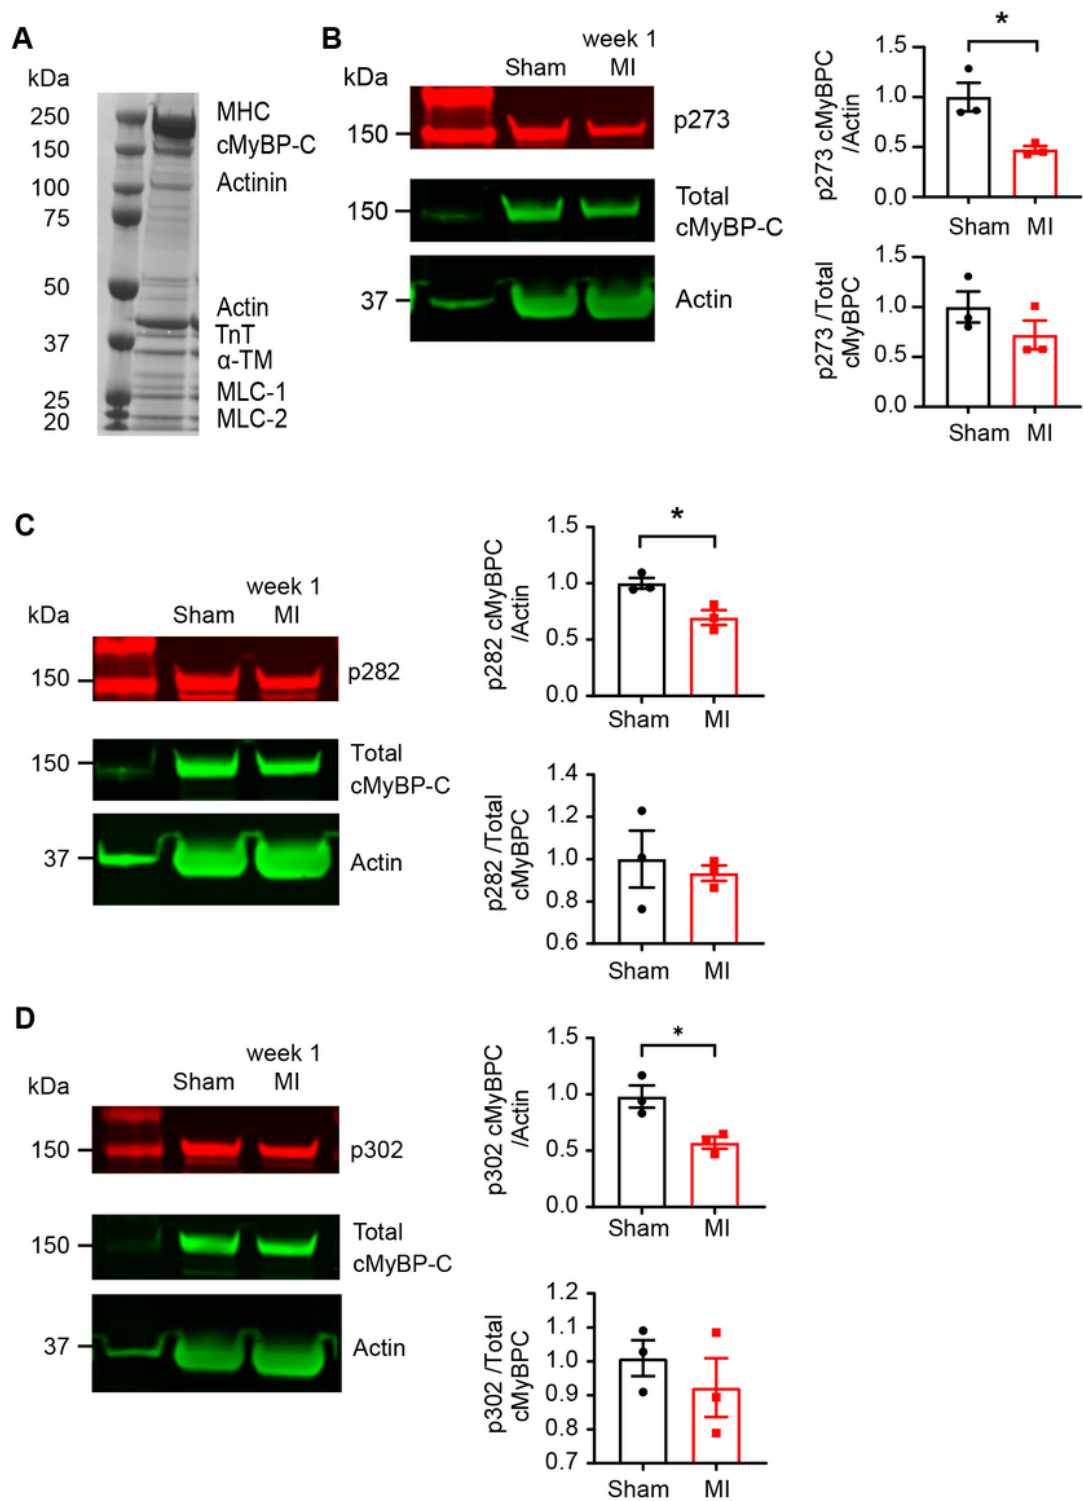 A
kDa
250
150
100
75
50
37
25
20
MHC
cMyBP-C
Actinin
Actin
TnT
α-TM
MLC-1
MLC-2
B
week 1
kDa
Sham
MI
150
p273
150
Total
cMyBP-C
37
Actin
p273 cMyBPC
/Actin
1.5
1.0
0.5
0.0
*
Sham
MI
p273 /Total
cMyBPC
1.5
1.0
0.5
0.0
Sham
MI
C
week 1
kDa
Sham
MI
150
p282
150
Total
cMyBP-C
37
Actin
p282 cMyBPC
/Actin
1.5
1.0
0.5
0.0
*
Sham
MI
p282 /Total
cMyBPC
1.4
1.2
1.0
0.8
0.6
Sham
MI
D
week 1
kDa
Sham
MI
150
p302
150
Total
cMyBP-C
37
Actin
p302 cMyBPC
/Actin
1.5
1.0
0.5
0.0
*
Sham
MI
p302 /Total
cMyBPC
1.2
1.1
1.0
0.9
0.8
0.7
Sham
MI